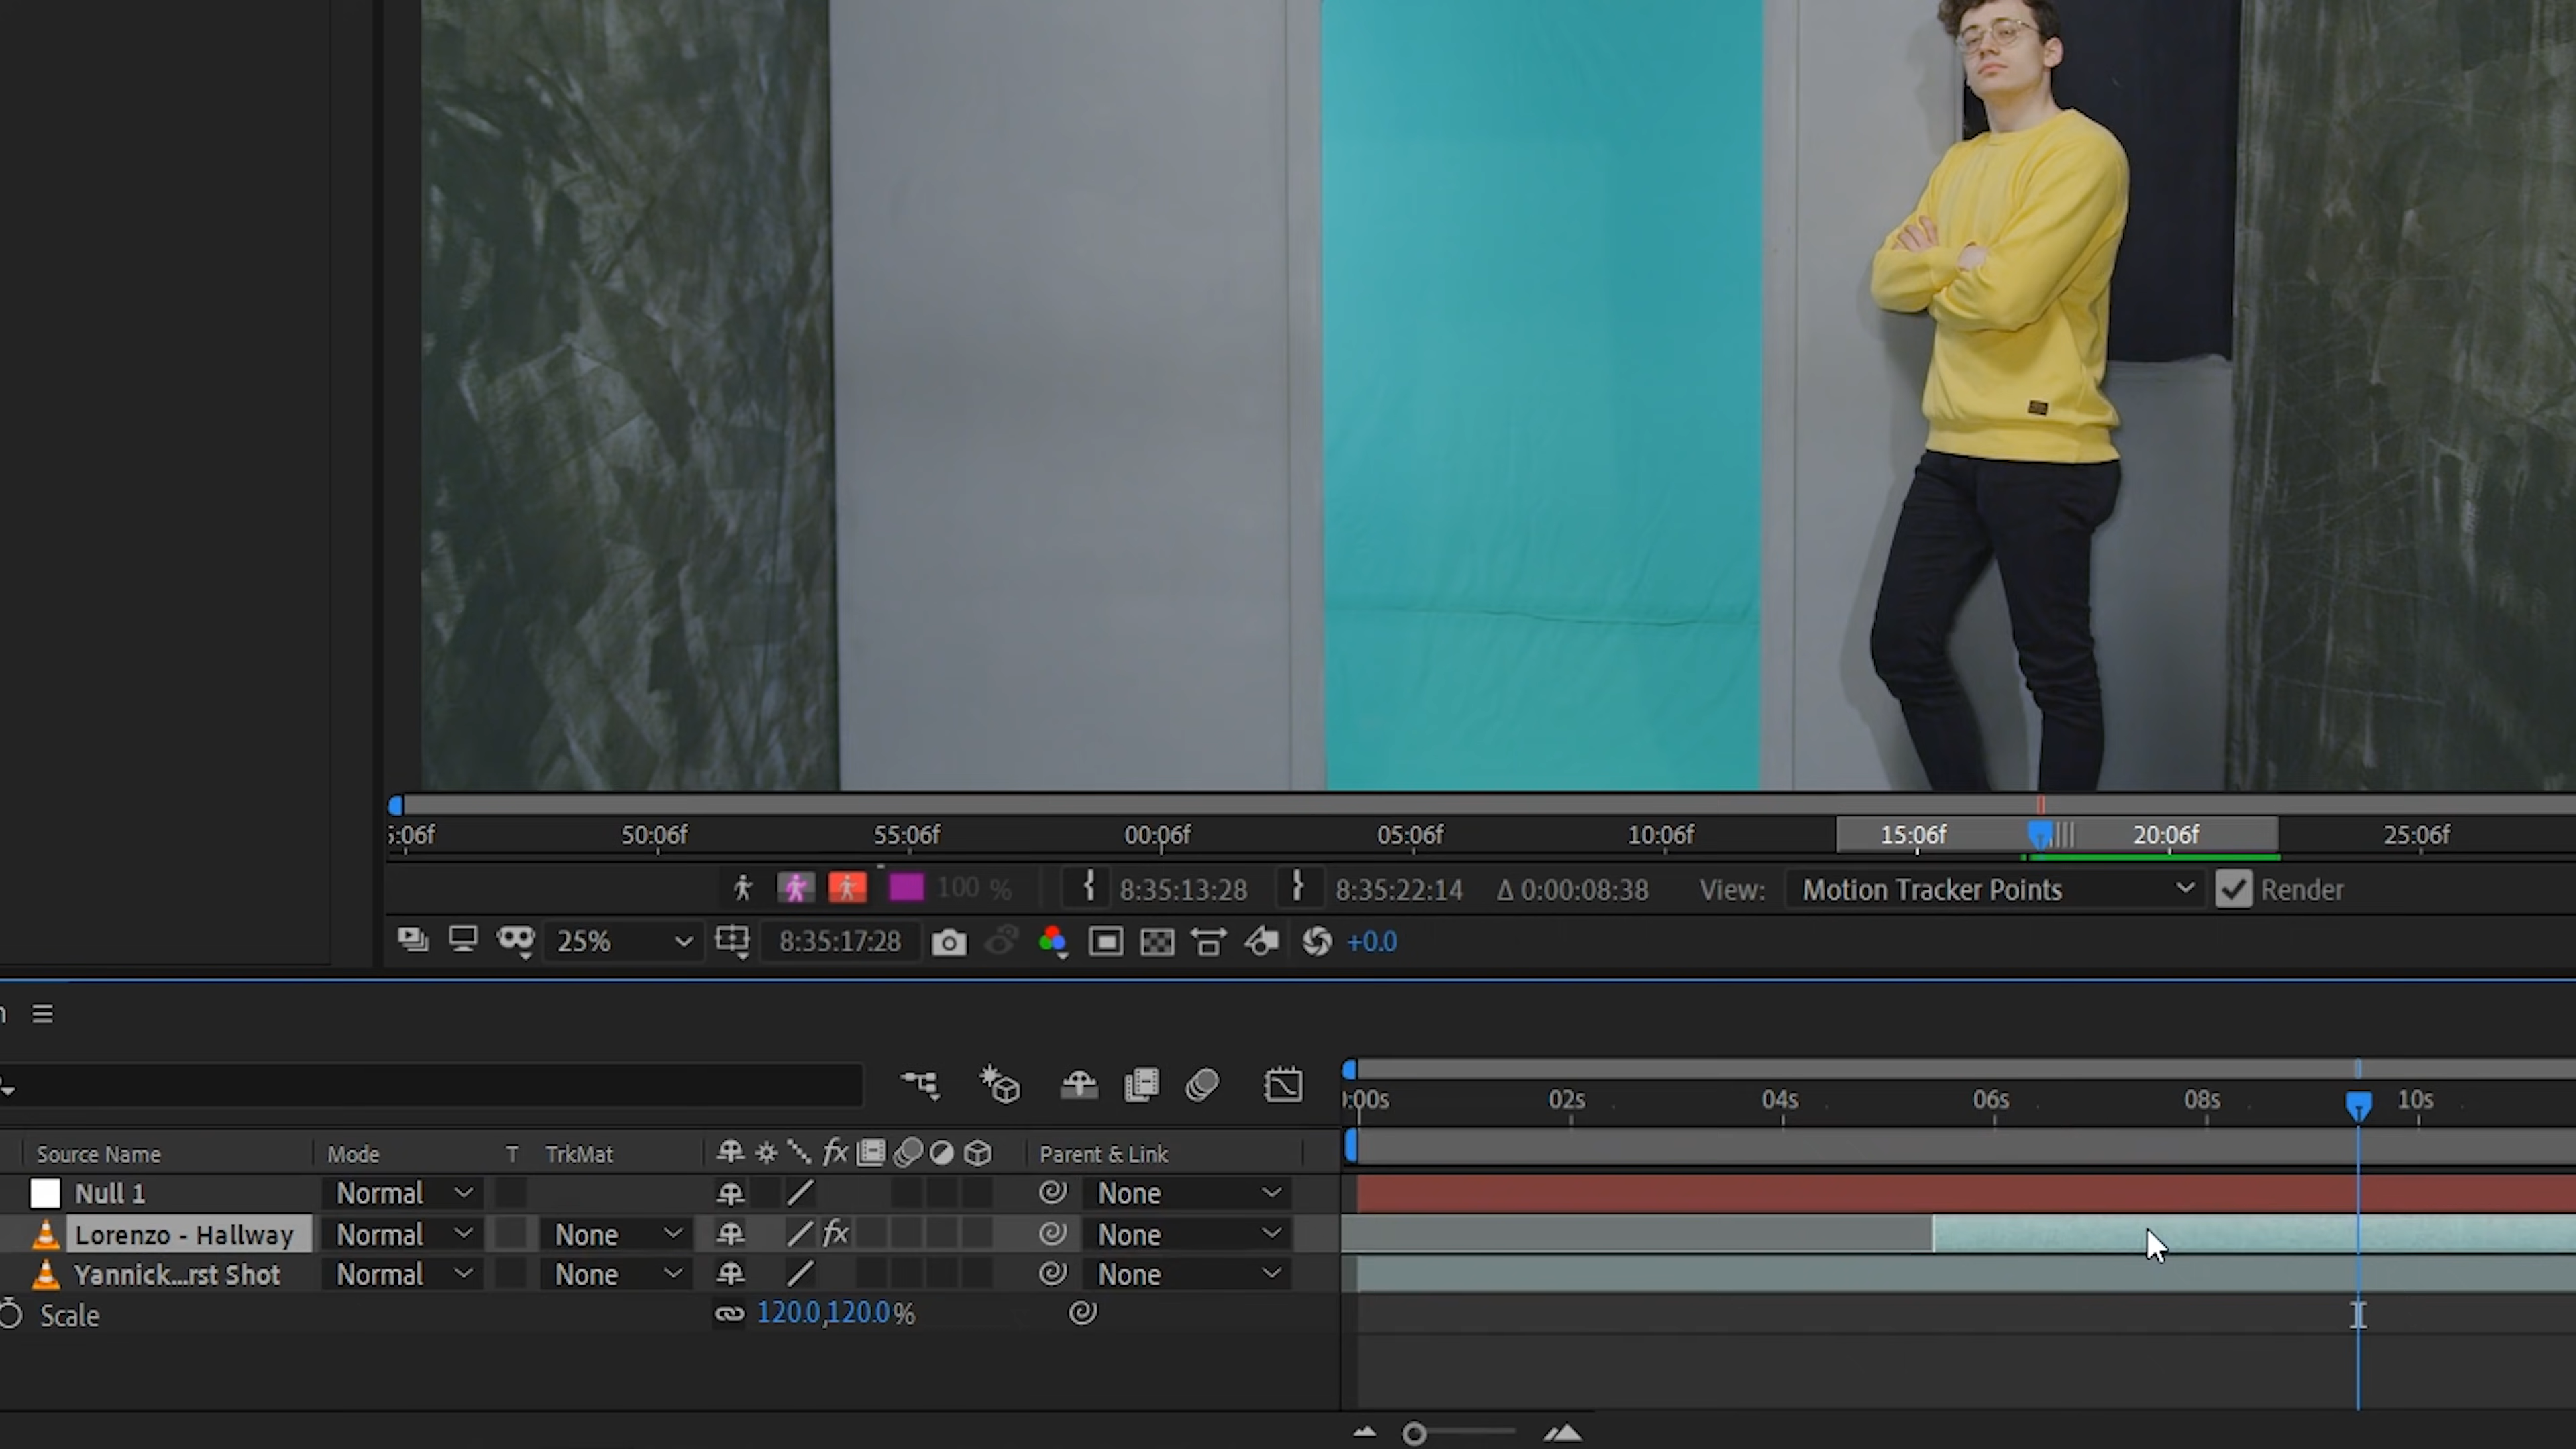 50:06f 55:06f 00:06f 05:06f 10:06f 15:06f 20:06f 25:06f
100 % 8:35:13:28 8:35:22:14 Δ 0:00:08:38 View: Motion Tracker Points Render
25% 8:35:17:28 +0.0
:00s 02s 04s 06s 08s 10s
Source Name Mode T TrkMat fx Parent & Link
Null 1 Normal None
Lorenzo - Hallway Normal None fx None
Yannick...rst Shot Normal None None
Scale 120.0,120.0%